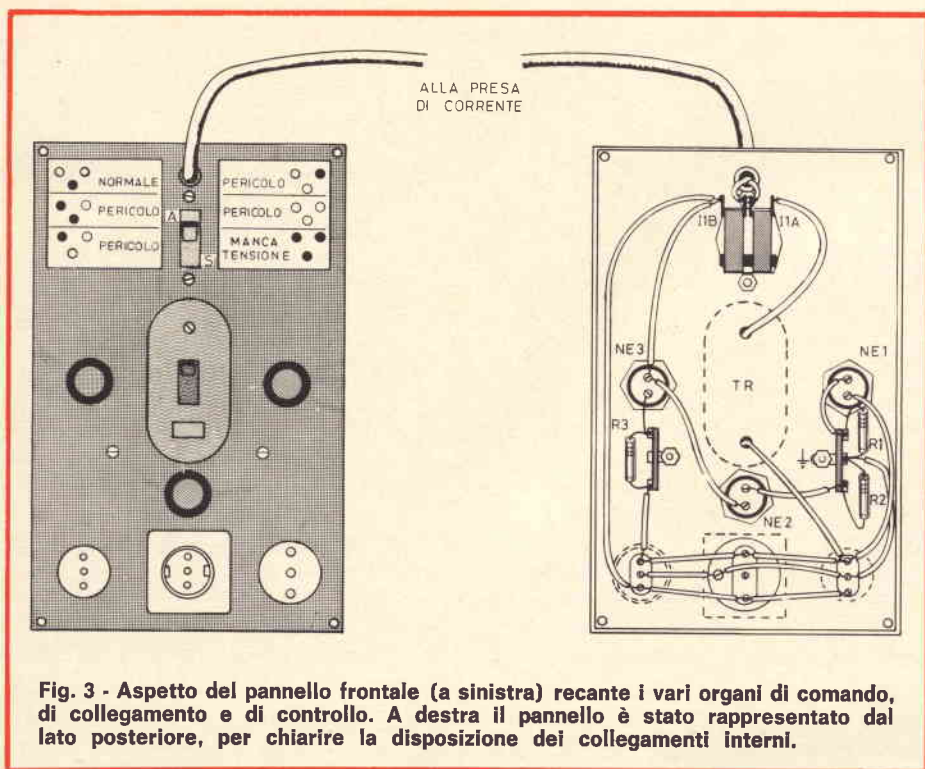 ALLA PRESA
DI CORRENTE
NORMALE
PERICOLO
PERICOLO
PERICOLO
PERICOLO
MANCA
TENSIONE
A
S
I1B
I1A
NE3
NE1
TR
R3
R1
R2
NE2
Fig. 3 - Aspetto del pannello frontale (a sinistra) recante i vari organi di comando,
di collegamento e di controllo. A destra il pannello è stato rappresentato dal
lato posteriore, per chiarire la disposizione dei collegamenti interni.